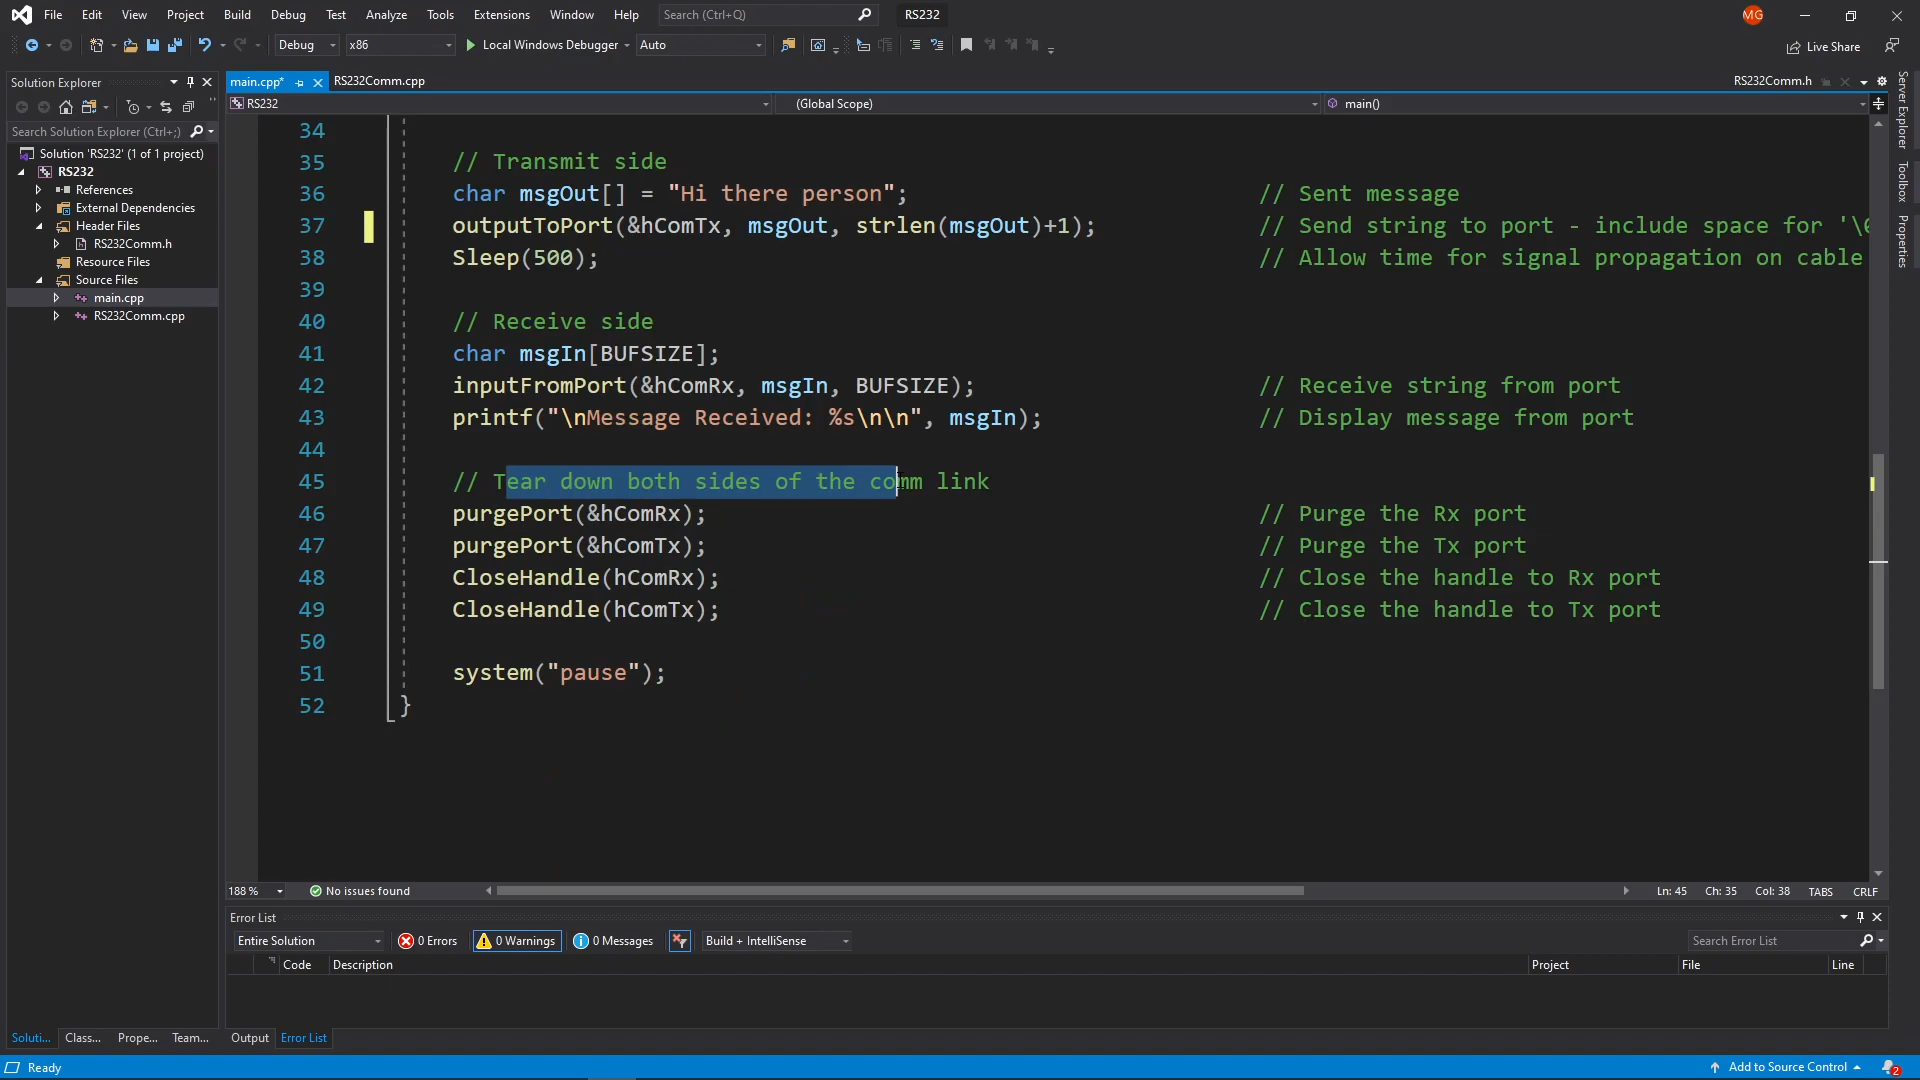 File Edit View Project Build Debug Test Analyze Tools Extensions Window Help Search (Ctrl+Q) RS232 MG
Debug x86 Local Windows Debugger Auto Live Share
Solution Explorer
Search Solution Explorer (Ctrl+;)
Solution 'RS232' (1 of 1 project)
RS232
References
External Dependencies
Header Files
RS232Comm.h
Resource Files
Source Files
main.cpp
RS232Comm.cpp
main.cpp* RS232Comm.cpp RS232Comm.h
RS232 (Global Scope) main()
34
35 // Transmit side
36 char msgOut[] = "Hi there person"; // Sent message
37 outputToPort(&hComTx, msgOut, strlen(msgOut)+1); // Send string to port - include space for '\0
38 Sleep(500); // Allow time for signal propagation on cable
39
40 // Receive side
41 char msgIn[BUFSIZE];
42 inputFromPort(&hComRx, msgIn, BUFSIZE); // Receive string from port
43 printf("\nMessage Received: %s\n\n", msgIn); // Display message from port
44
45 // Tear down both sides of the comm link
46 purgePort(&hComRx); // Purge the Rx port
47 purgePort(&hComTx); // Purge the Tx port
48 CloseHandle(hComRx); // Close the handle to Rx port
49 CloseHandle(hComTx); // Close the handle to Tx port
50
51 system("pause");
52 }
Server Explorer
Toolbox
Properties
188 % No issues found Ln: 45 Ch: 35 Col: 38 TABS CRLF
Error List
Entire Solution 0 Errors 0 Warnings 0 Messages Build + IntelliSense Search Error List
Code Description Project File Line
Soluti... Class... Prope... Team... Output Error List
Ready Add to Source Control 2